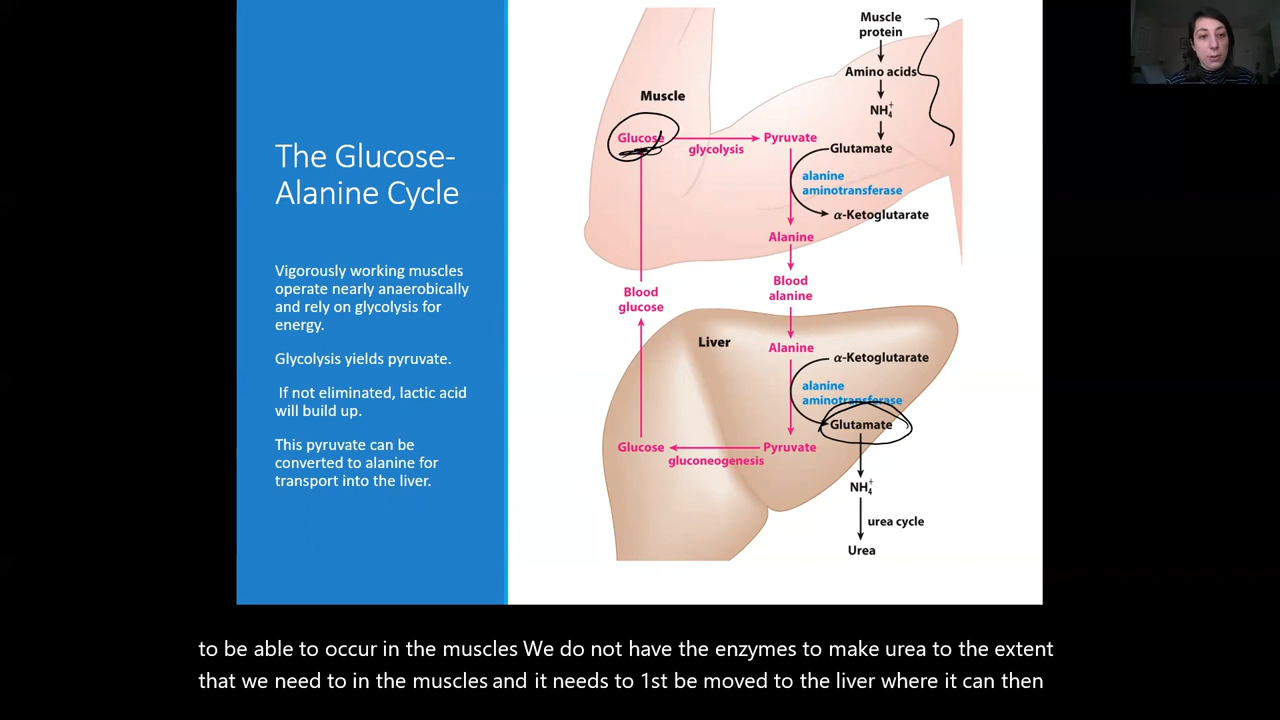 The Glucose-
Alanine Cycle
Vigorously working muscles
operate nearly anaerobically
and rely on glycolysis for
energy.
Glycolysis yields pyruvate.
If not eliminated, lactic acid
will build up.
This pyruvate can be
converted to alanine for
transport into the liver.
Muscle
protein
Amino acids
NH₄⁺
Glutamate
Muscle
Glucose
glycolysis
Pyruvate
alanine
aminotransferase
α-Ketoglutarate
Alanine
Blood
alanine
Blood
glucose
Liver
Alanine
α-Ketoglutarate
alanine
aminotransferase
Glutamate
Glucose
gluconeogenesis
Pyruvate
NH₄⁺
urea cycle
Urea
to be able to occur in the muscles We do not have the enzymes to make urea to the extent
that we need to in the muscles and it needs to 1st be moved to the liver where it can then